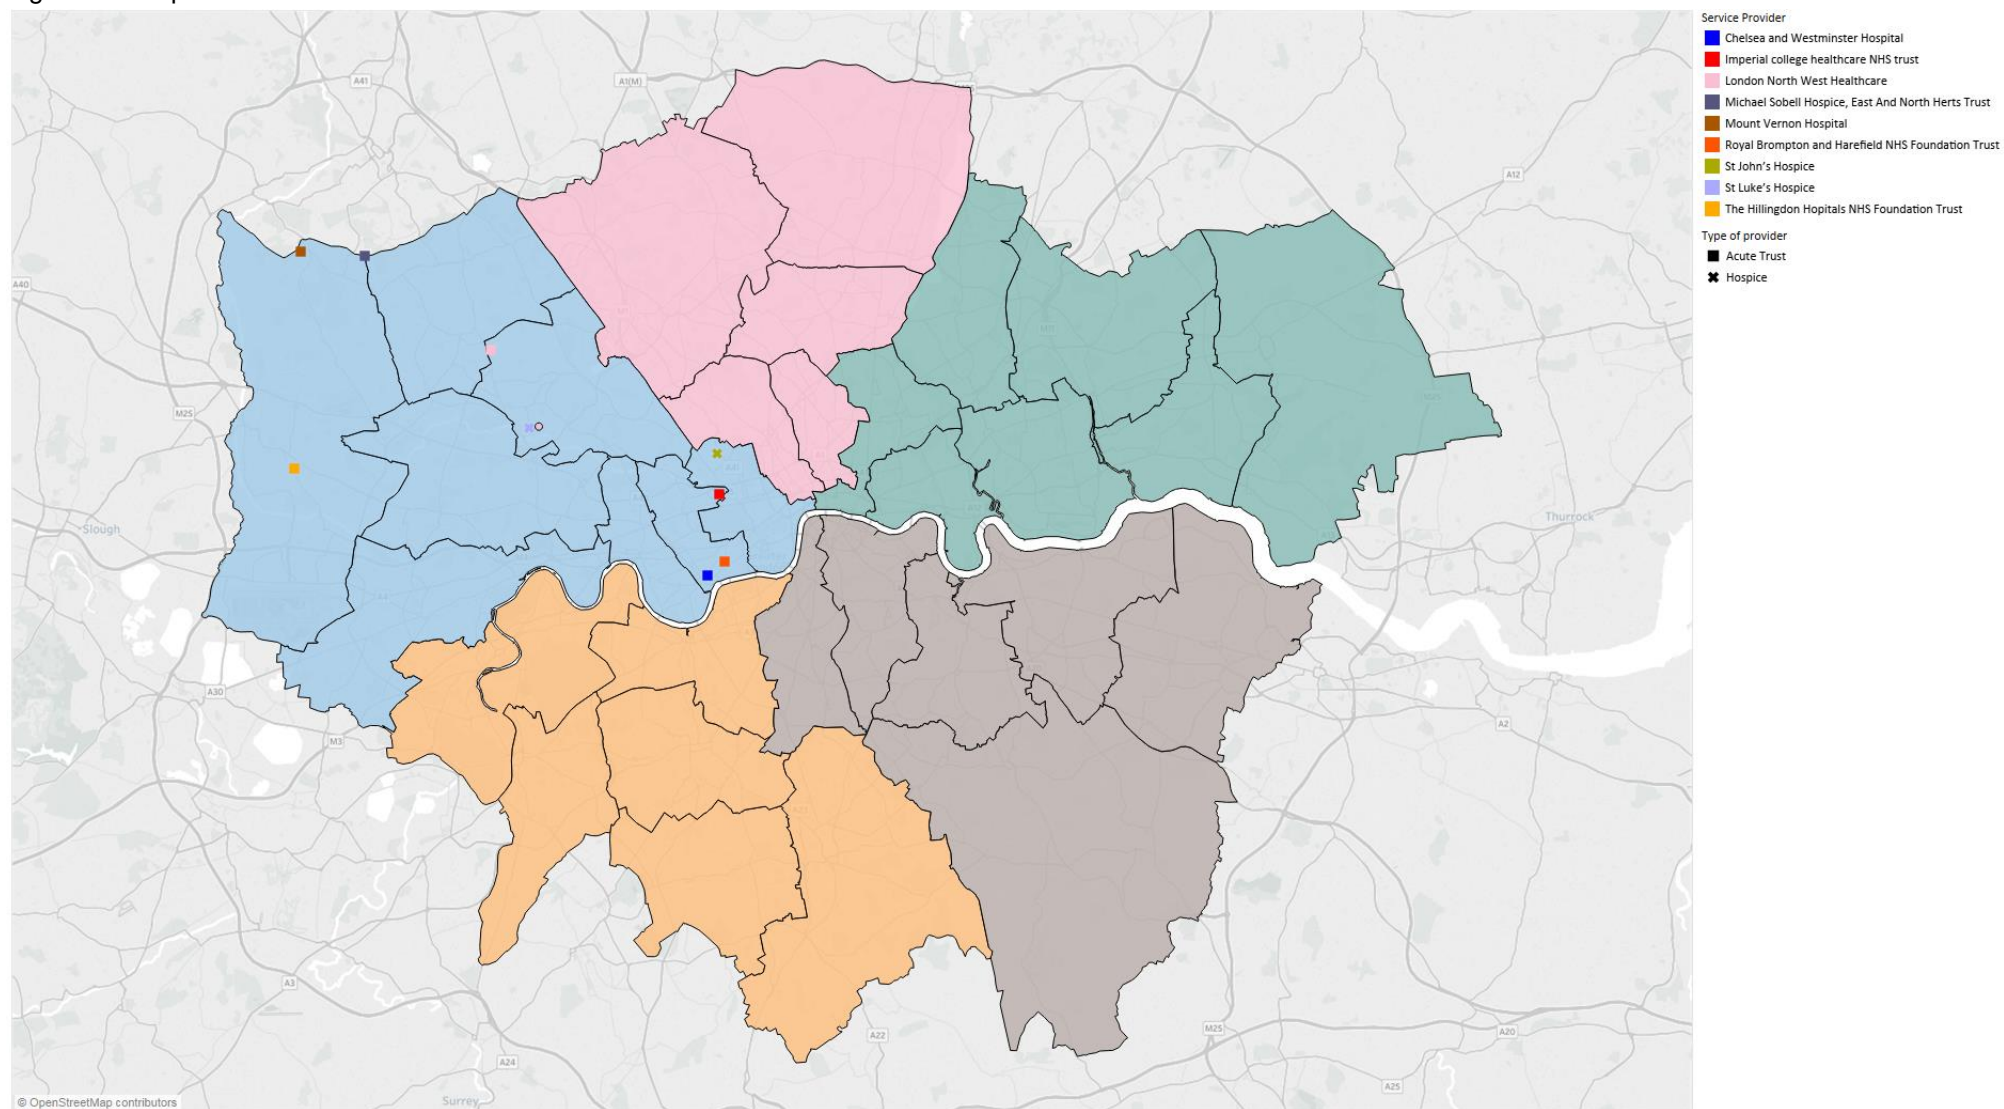 Service Provider
Chelsea and Westminster Hospital
Imperial college healthcare NHS trust
London North West Healthcare
Michael Sobell Hospice, East And North Herts Trust
Mount Vernon Hospital
Royal Brompton and Harefield NHS Foundation Trust
St John's Hospice
St Luke's Hospice
The Hillingdon Hopitals NHS Foundation Trust
Type of provider
Acute Trust
Hospice
A41
A1(M)
A12
A40
M25
Slough
Thurrock
A30
M3
A2
A3
A22
M25
A20
A24
A25
Surrey
© OpenStreetMap contributors